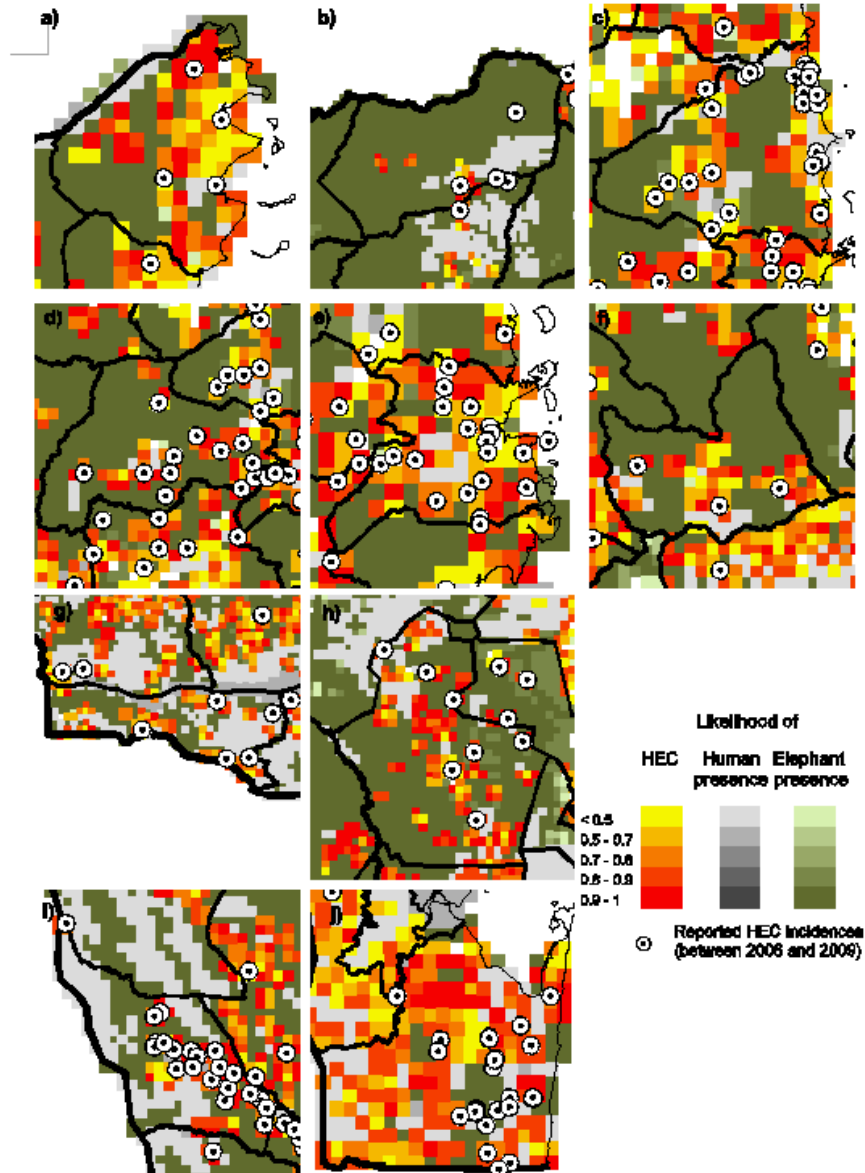 a)
b)
c)
d)
e)
f)
g)
h)
i)
j)
Likelihood of
HEC
Human presence
Elephant presence
< 0.5
0.5 - 0.7
0.7 - 0.8
0.8 - 0.9
0.9 - 1
Reported HEC incidences
(between 2006 and 2009)